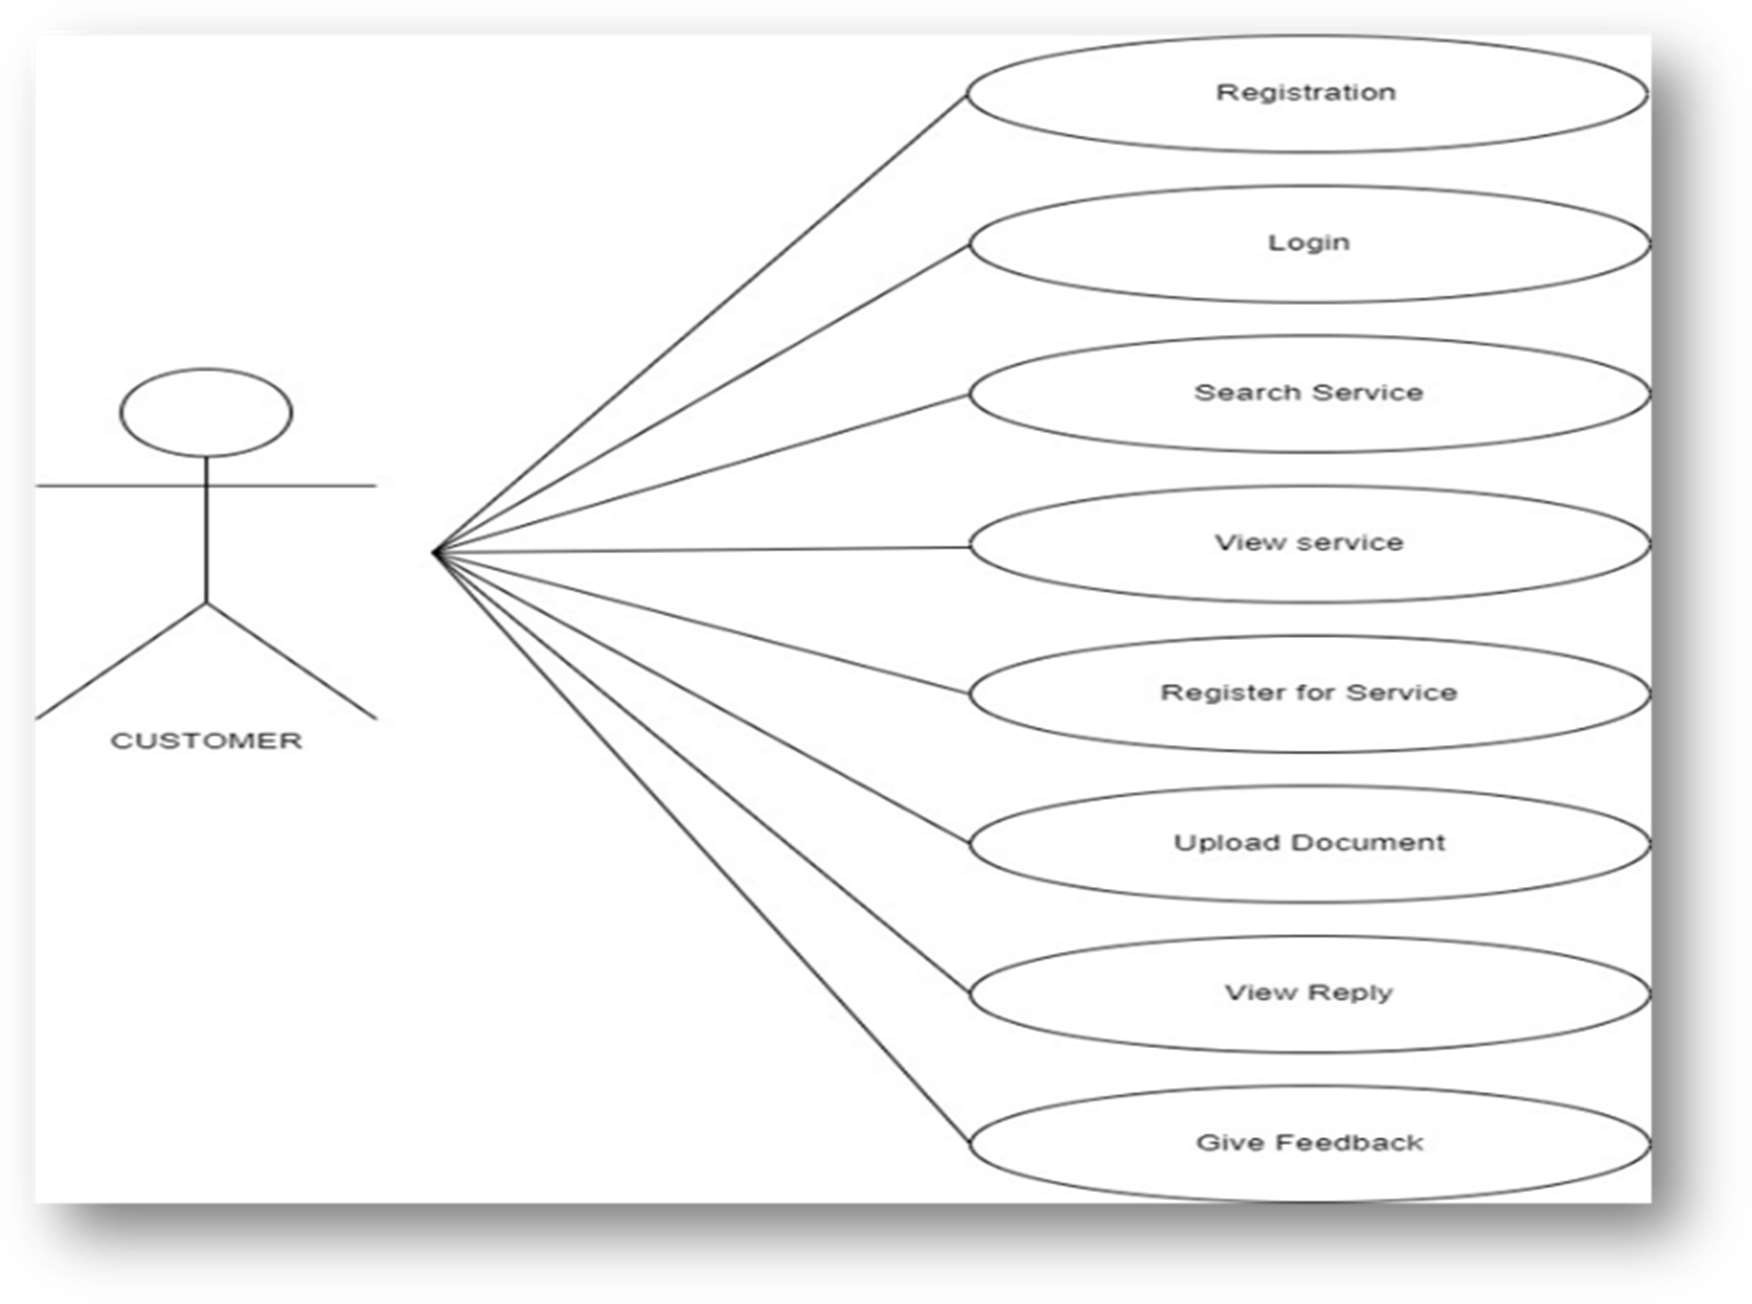 Registration
Login
Search Service
View service
Register for Service
Upload Document
View Reply
Give Feedback
CUSTOMER